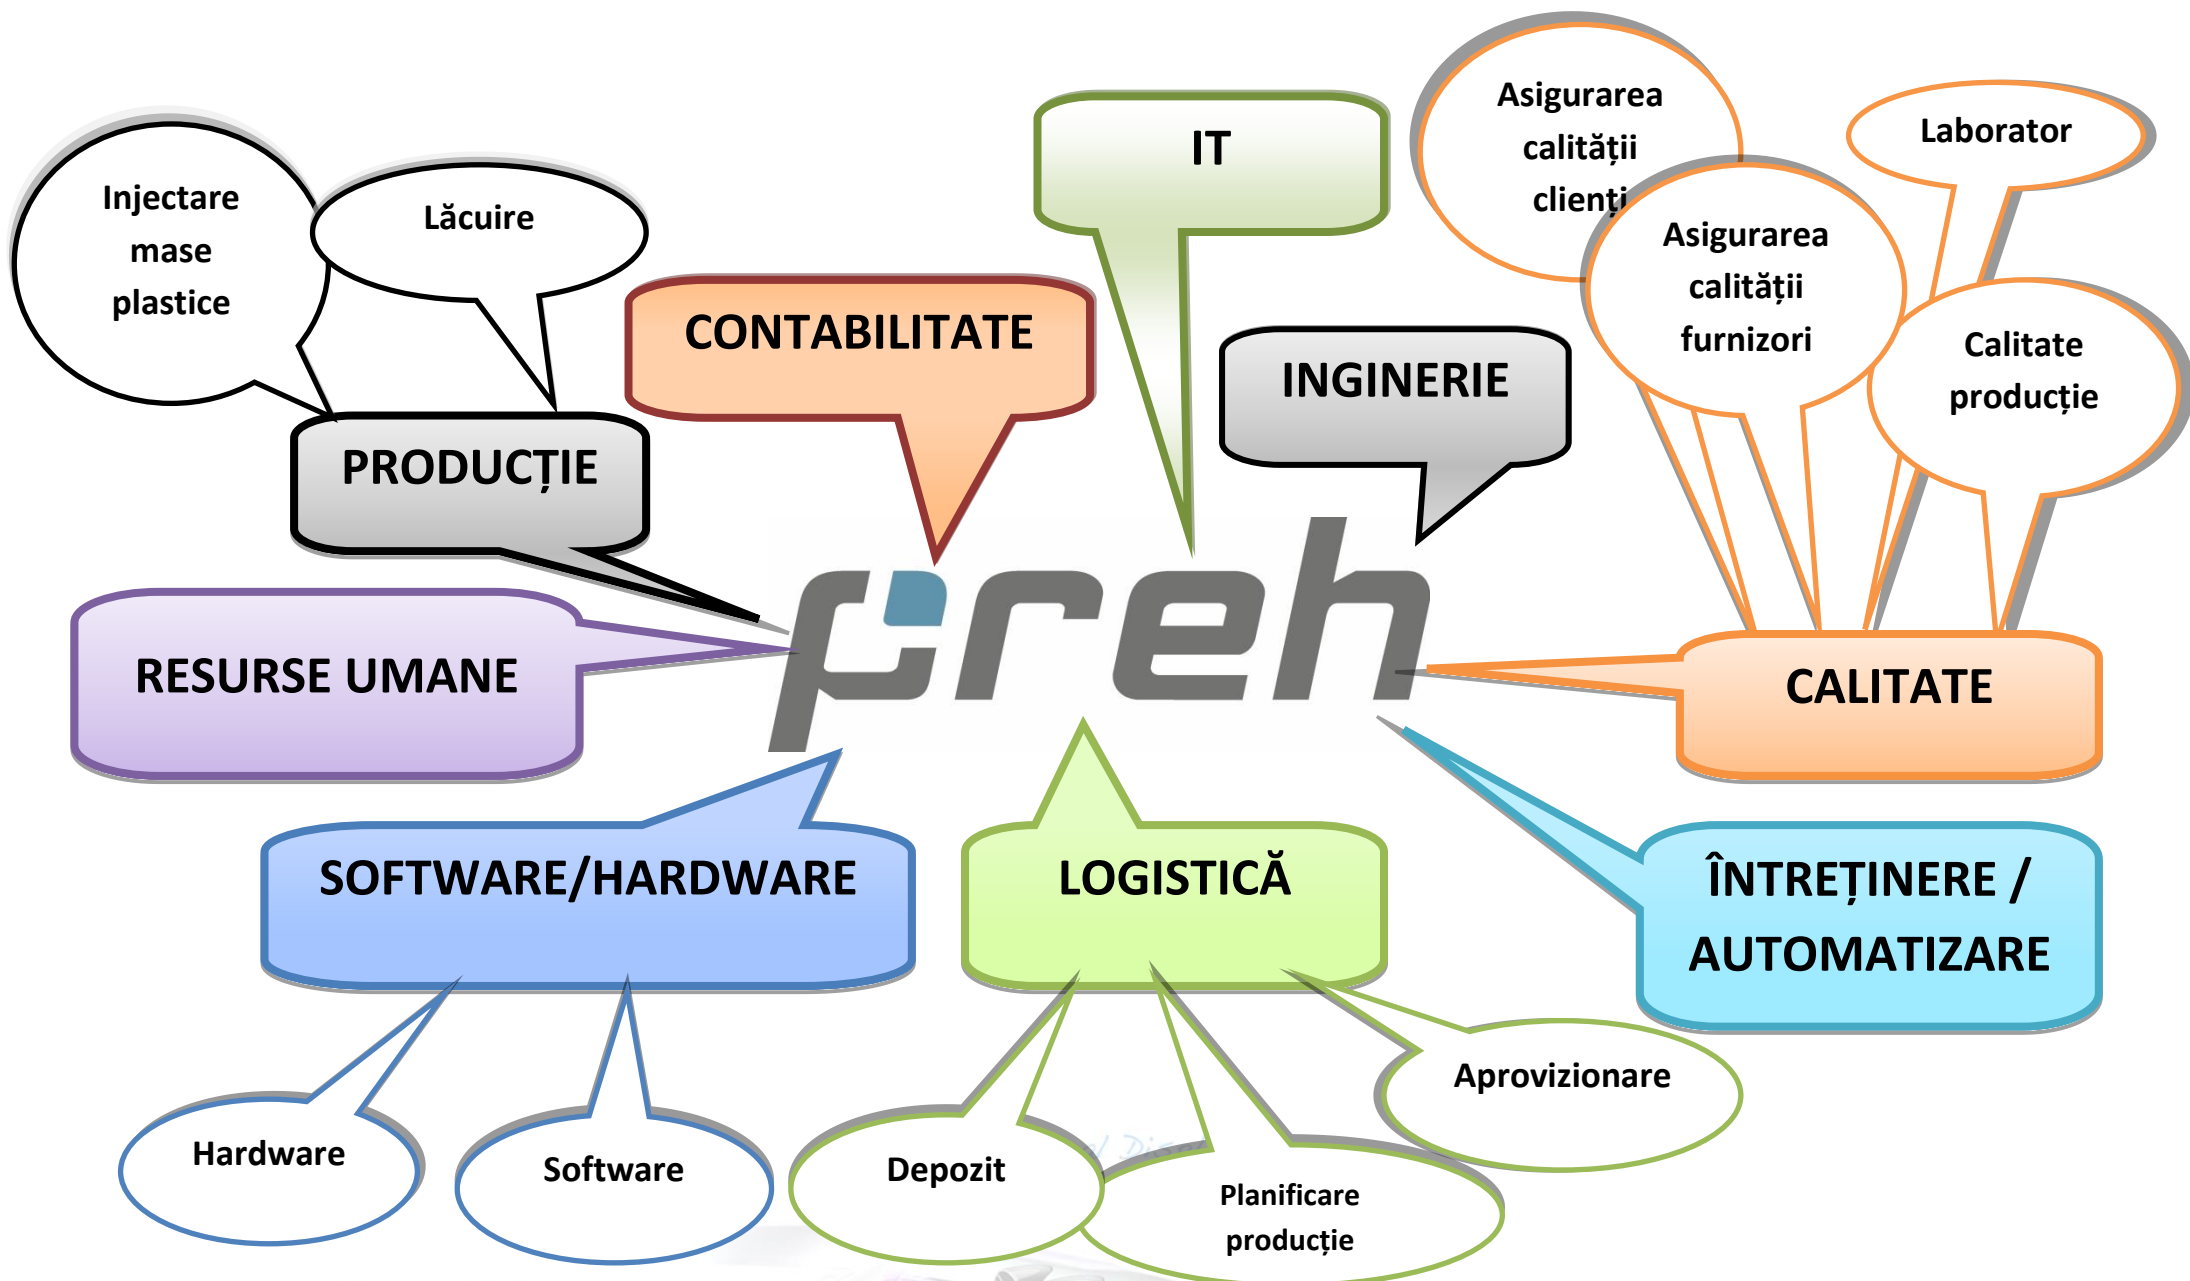 IT
Asigurarea
calității
clienți
Laborator
Injectare
mase
plastice
Lăcuire
Asigurarea
calității
furnizori
CONTABILITATE
INGINERIE
Calitate
producție
PRODUCȚIE
preh
RESURSE UMANE
CALITATE
SOFTWARE/HARDWARE
LOGISTICĂ
ÎNTREȚINERE /
AUTOMATIZARE
Hardware
Software
Depozit
Planificare
producție
Aprovizionare